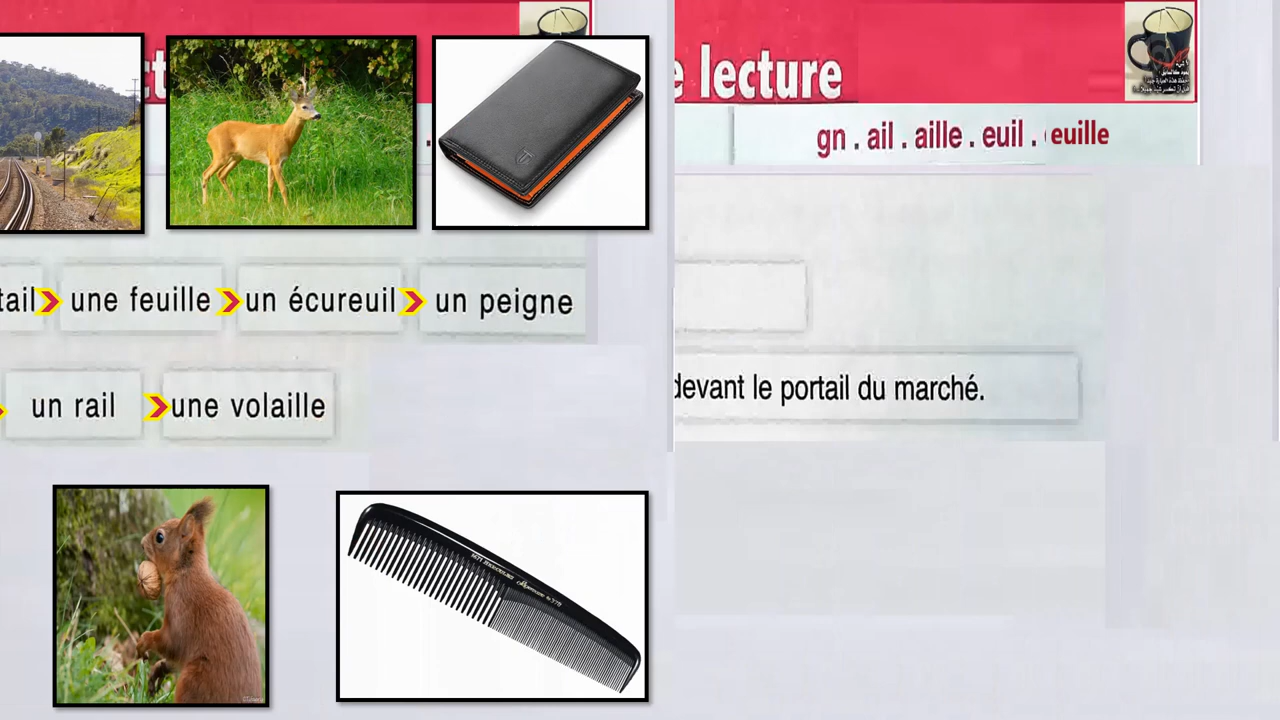 ct
e lecture
gn . ail . aille . euil . euille
tail une feuille un écureuil un peigne
un rail une volaille
devant le portail du marché.